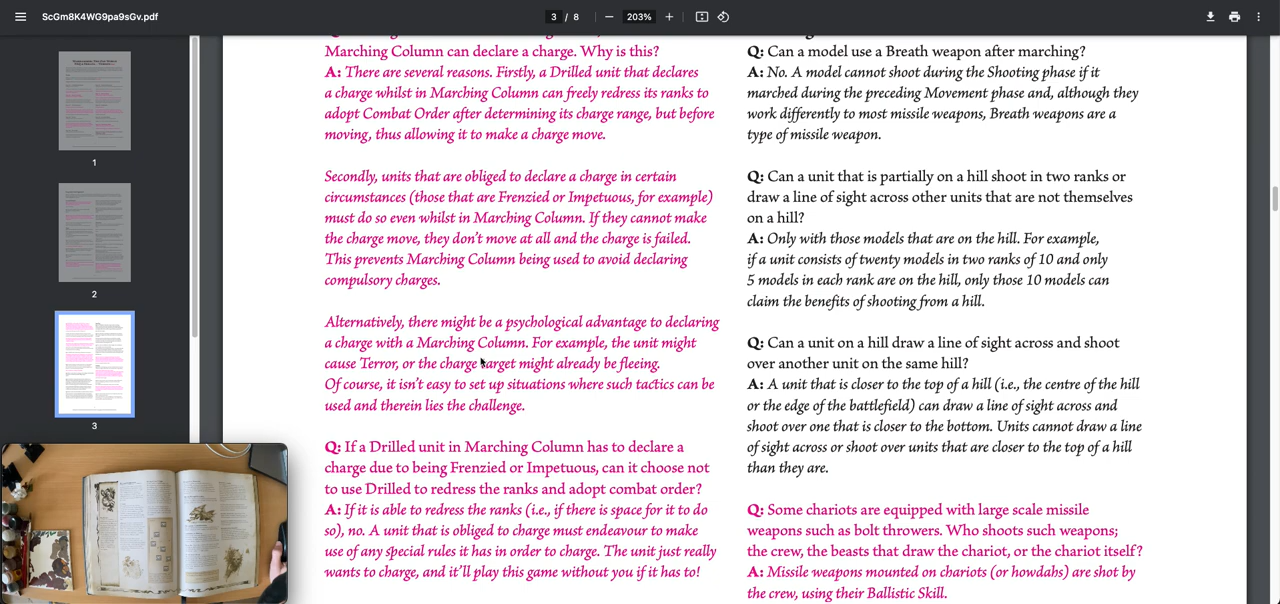 ScGm8K4WG9pa9sGv.pdf
3 / 8
203%
1
2
3
Marching Column can declare a charge. Why is this?
A: There are several reasons. Firstly, a Drilled unit that declares
a charge whilst in Marching Column can freely redress its ranks to
adopt Combat Order after determining its charge range, but before
moving, thus allowing it to make a charge move.
Secondly, units that are obliged to declare a charge in certain
circumstances (those that are Frenzied or Impetuous, for example)
must do so even whilst in Marching Column. If they cannot make
the charge move, they don't move at all and the charge is failed.
This prevents Marching Column being used to avoid declaring
compulsory charges.
Alternatively, there might be a psychological advantage to declaring
a charge with a Marching Column. For example, the unit might
cause Terror, or the charge target might already be fleeing.
Of course, it isn't easy to set up situations where such tactics can be
used and therein lies the challenge.
Q: If a Drilled unit in Marching Column has to declare a
charge due to being Frenzied or Impetuous, can it choose not
to use Drilled to redress the ranks and adopt combat order?
A: If it is able to redress the ranks (i.e., if there is space for it to do
so), no. A unit that is obliged to charge must endeavour to make
use of any special rules it has in order to charge. The unit just really
wants to charge, and it'll play this game without you if it has to!
Q: Can a model use a Breath weapon after marching?
A: No. A model cannot shoot during the Shooting phase if it
marched during the preceding Movement phase and, although they
work differently to most missile weapons, Breath weapons are a
type of missile weapon.
Q: Can a unit that is partially on a hill shoot in two ranks or
draw a line of sight across other units that are not themselves
on a hill?
A: Only with those models that are on the hill. For example,
if a unit consists of twenty models in two ranks of 10 and only
5 models in each rank are on the hill, only those 10 models can
claim the benefits of shooting from a hill.
Q: Can a unit on a hill draw a line of sight across and shoot
over another unit on the same hill?
A: A unit that is closer to the top of a hill (i.e., the centre of the hill
or the edge of the battlefield) can draw a line of sight across and
shoot over one that is closer to the bottom. Units cannot draw a line
of sight across or shoot over units that are closer to the top of a hill
than they are.
Q: Some chariots are equipped with large scale missile
weapons such as bolt throwers. Who shoots such weapons;
the crew, the beasts that draw the chariot, or the chariot itself?
A: Missile weapons mounted on chariots (or howdahs) are shot by
the crew, using their Ballistic Skill.